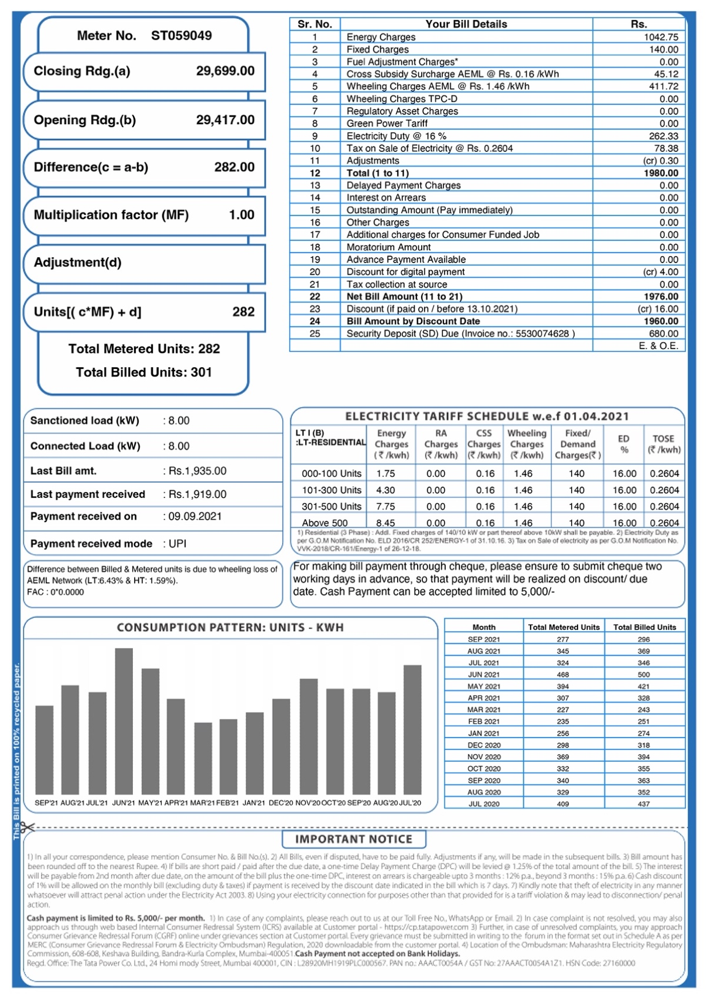 Meter No. ST059049
Closing Rdg.(a) 29,699.00
Opening Rdg.(b) 29,417.00
Difference(c = a-b) 282.00
Multiplication factor (MF) 1.00
Adjustment(d)
Units[( c*MF) + d] 282
Total Metered Units: 282
Total Billed Units: 301
Sr. No. Your Bill Details Rs.
1 Energy Charges 1042.75
2 Fixed Charges 140.00
3 Fuel Adjustment Charges* 0.00
4 Cross Subsidy Surcharge AEML @ Rs. 0.16 /kWh 45.12
5 Wheeling Charges AEML @ Rs. 1.46 /kWh 411.72
6 Wheeling Charges TPC-D 0.00
7 Regulatory Asset Charges 0.00
8 Green Power Tariff 0.00
9 Electricity Duty @ 16 % 262.33
10 Tax on Sale of Electricity @ Rs. 0.2604 78.38
11 Adjustments (cr) 0.30
12 Total (1 to 11) 1980.00
13 Delayed Payment Charges 0.00
14 Interest on Arrears 0.00
15 Outstanding Amount (Pay immediately) 0.00
16 Other Charges 0.00
17 Additional charges for Consumer Funded Job 0.00
18 Moratorium Amount 0.00
19 Advance Payment Available 0.00
20 Discount for digital payment (cr) 4.00
21 Tax collection at source 0.00
22 Net Bill Amount (11 to 21) 1976.00
23 Discount (if paid on / before 13.10.2021) (cr) 16.00
24 Bill Amount by Discount Date 1960.00
25 Security Deposit (SD) Due (Invoice no.: 5530074628 ) 680.00
E. & O.E.
Sanctioned load (kW) : 8.00
Connected Load (kW) : 8.00
Last Bill amt. : Rs.1,935.00
Last payment received : Rs.1,919.00
Payment received on : 09.09.2021
Payment received mode : UPI
ELECTRICITY TARIFF SCHEDULE w.e.f 01.04.2021
LT I (B) :LT-RESIDENTIAL Energy Charges (₹ /kwh) RA Charges (₹ /kwh) CSS Charges (₹ /kwh) Wheeling Charges (₹ /kwh) Fixed/ Demand Charges(₹ ) ED % TOSE (₹ /kwh)
000-100 Units 1.75 0.00 0.16 1.46 140 16.00 0.2604
101-300 Units 4.30 0.00 0.16 1.46 140 16.00 0.2604
301-500 Units 7.75 0.00 0.16 1.46 140 16.00 0.2604
Above 500 8.45 0.00 0.16 1.46 140 16.00 0.2604
1) Residential (3 Phase) : Addl. Fixed charges of 140/10 kW or part thereof above 10kW shall be payable. 2) Electricity Duty as
per G.O.M Notification No. ELD 2016/CR 252/ENERGY-1 of 31.10.16. 3) Tax on Sale of electricity as per G.O.M Notification No.
VVK-2018/CR-161/Energy-1 of 26-12-18.
Difference between Billed & Metered units is due to wheeling loss of
AEML Network (LT:6.43% & HT: 1.59%).
FAC : 0*0.0000
For making bill payment through cheque, please ensure to submit cheque two
working days in advance, so that payment will be realized on discount/ due
date. Cash Payment can be accepted limited to 5,000/-
CONSUMPTION PATTERN: UNITS - KWH
SEP'21 AUG'21 JUL'21 JUN'21 MAY'21 APR'21 MAR'21 FEB'21 JAN'21 DEC'20 NOV'20 OCT'20 SEP'20 AUG'20 JUL'20
Month Total Metered Units Total Billed Units
SEP 2021 277 296
AUG 2021 345 369
JUL 2021 324 346
JUN 2021 468 500
MAY 2021 394 421
APR 2021 307 328
MAR 2021 227 243
FEB 2021 235 251
JAN 2021 256 274
DEC 2020 298 318
NOV 2020 369 394
OCT 2020 332 355
SEP 2020 340 363
AUG 2020 329 352
JUL 2020 409 437
This Bill is printed on 100% recycled paper.
IMPORTANT NOTICE
1) In all your correspondence, please mention Consumer No. & Bill No.(s). 2) All Bills, even if disputed, have to be paid fully. Adjustments if any, will be made in the subsequent bills. 3) Bill amount has
been rounded off to the nearest Rupee. 4) If bills are short paid / paid after the due date, a one-time Delay Payment Charge (DPC) will be levied @ 1.25% of the total amount of the bill. 5) The interest
will be payable from 2nd month after due date, on the amount of the bill plus the one-time DPC, interest on arrears is chargeable upto 3 months : 12% p.a., beyond 3 months : 15% p.a. 6) Cash discount
of 1% will be allowed on the monthly bill (excluding duty & taxes) if payment is received by the discount date indicated in the bill which is 7 days. 7) Kindly note that theft of electricity in any manner
whatsoever will attract penal action under the Electricity Act 2003. 8) Using your electricity connection for purposes other than that provided for is a tariff violation & may lead to disconnection/ penal
action.
Cash payment is limited to Rs. 5,000/- per month. 1) In case of any complaints, please reach out to us at our Toll Free No., WhatsApp or Email. 2) In case complaint is not resolved, you may also
approach us through web based Internal Consumer Redressal System (ICRS) available at Customer portal - https://cp.tatapower.com 3) Further, in case of unresolved complaints, you may approach
Consumer Grievance Redressal Forum (CGRF) online under grievances section at Customer portal. Every grievance must be submitted in writing to the forum in the format set out in Schedule A as per
MERC (Consumer Grievance Redressal Forum & Electricity Ombudsman) Regulation, 2020 downloadable from the customer portal. 4) Location of the Ombudsman: Maharashtra Electricity Regulatory
Commission, 608-608, Keshava Building, Bandra-Kurla Complex, Mumbai-400051.Cash Payment not accepted on Bank Holidays.
Regd. Office: The Tata Power Co. Ltd., 24 Homi mody Street, Mumbai 400001, CIN : L28920MH1919PLC000567. PAN no.: AAACT0054A / GST No: 27AAACT0054A1Z1. HSN Code: 27160000